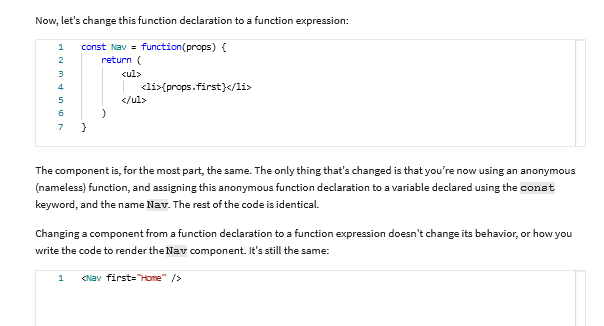 Now, let's change this function declaration to a function expression:
1 const Nav = function(props) {
2 return (
3 <ul>
4 <li>{props.first}</li>
5 </ul>
6 )
7 }
The component is, for the most part, the same. The only thing that's changed is that you're now using an anonymous
(nameless) function, and assigning this anonymous function declaration to a variable declared using the const
keyword, and the name Nav. The rest of the code is identical.
Changing a component from a function declaration to a function expression doesn't change its behavior, or how you
write the code to render the Nav component. It's still the same:
1 <Nav first="Home" />